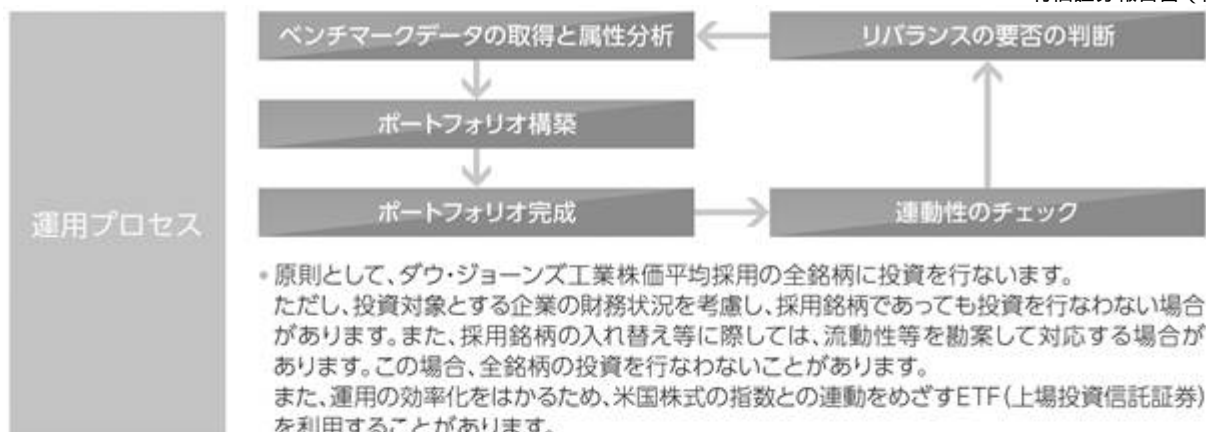 ベンチマークデータの取得と属性分析
リバランスの要否の判断
ポートフォリオ構築
ポートフォリオ完成
連動性のチェック
運用プロセス
• 原則として、ダウ・ジョーンズ工業株価平均採用の全銘柄に投資を行ないます。
ただし、投資対象とする企業の財務状況を考慮し、採用銘柄であっても投資を行なわない場合
があります。また、採用銘柄の入れ替え等に際しては、流動性等を勘案して対応する場合が
あります。この場合、全銘柄の投資を行なわないことがあります。
また、運用の効率化をはかるため、米国株式の指数との連動をめざすETF(上場投資信託証券)
を利用することがあります。